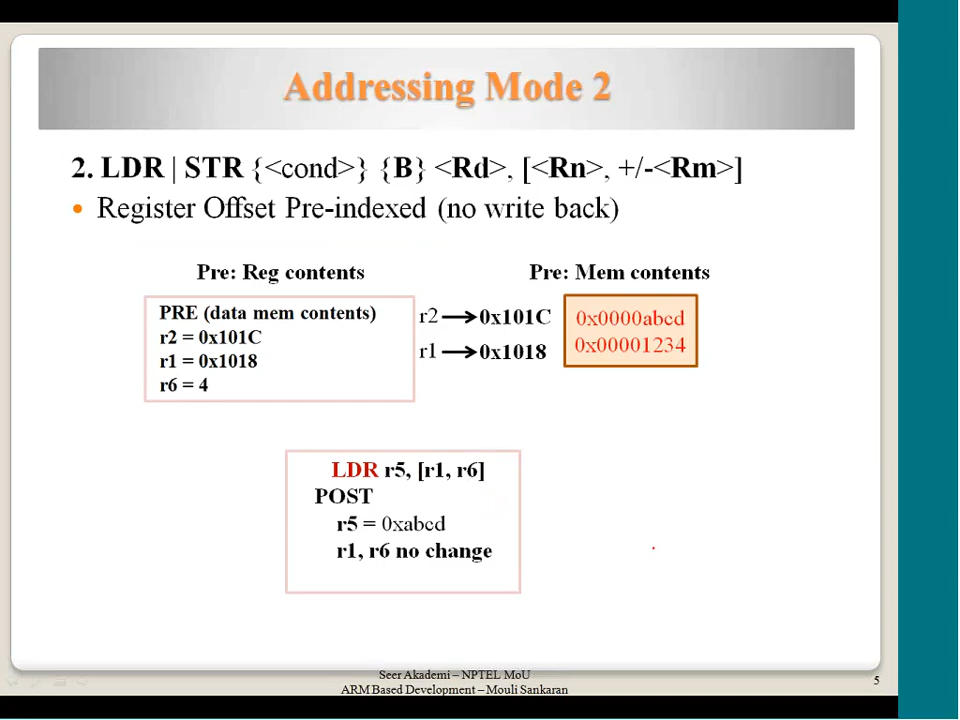 Addressing Mode 2
2. LDR | STR {<cond>} {B} <Rd>, [<Rn>, +/-<Rm>]
• Register Offset Pre-indexed (no write back)
Pre: Reg contents
PRE (data mem contents)
r2 = 0x101C
r1 = 0x1018
r6 = 4
Pre: Mem contents
r2 → 0x101C 0x0000abcd
r1 → 0x1018 0x00001234
LDR r5, [r1, r6]
POST
r5 = 0xabcd
r1, r6 no change
Seer Akademi – NPTEL MoU
ARM Based Development – Mouli Sankaran
5